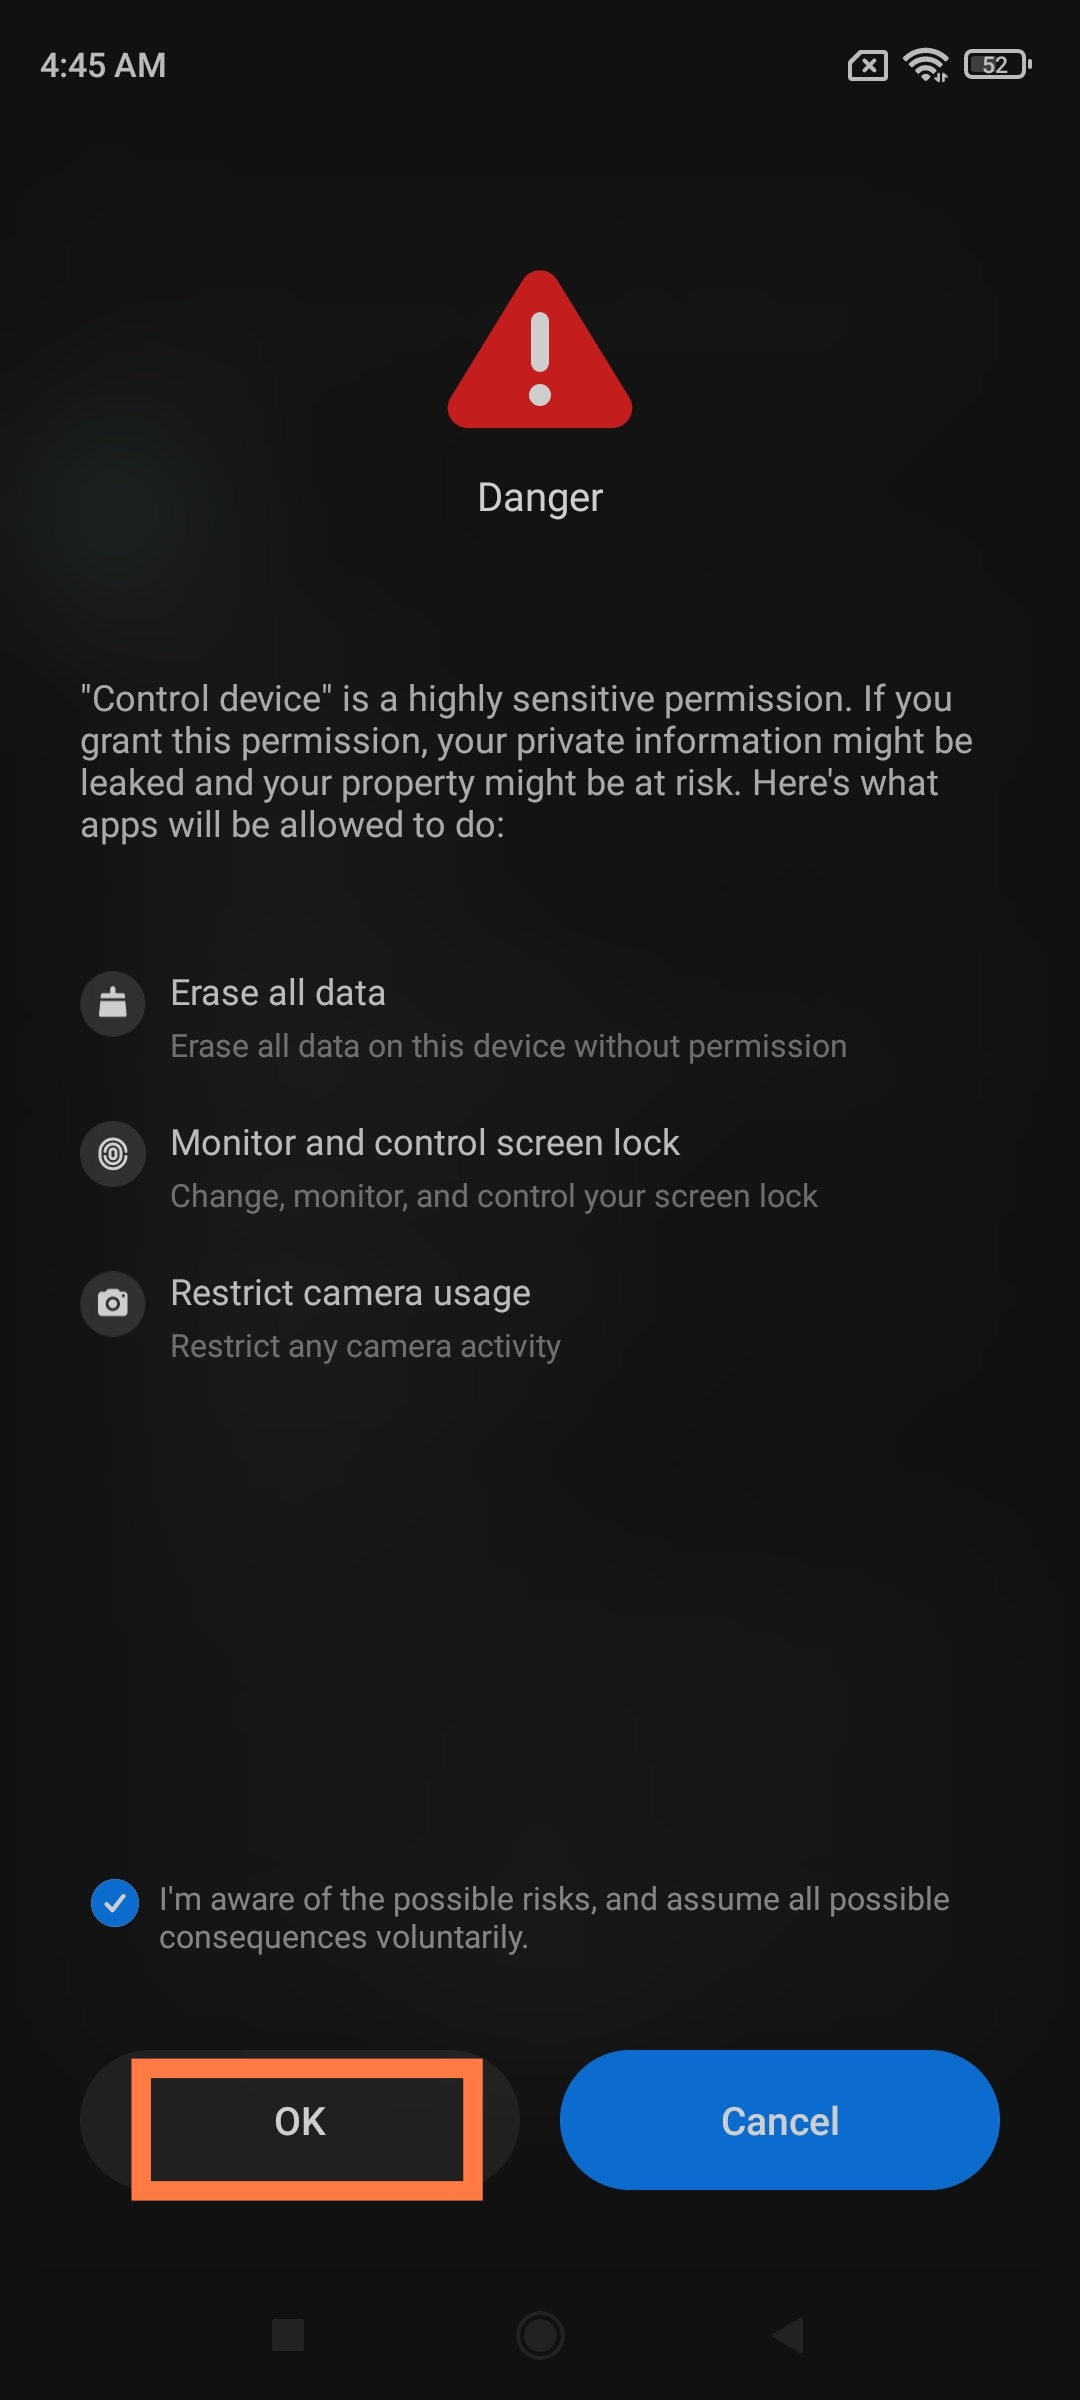 4:45 AM
52
Danger
"Control device" is a highly sensitive permission. If you
grant this permission, your private information might be
leaked and your property might be at risk. Here's what
apps will be allowed to do:
Erase all data
Erase all data on this device without permission
Monitor and control screen lock
Change, monitor, and control your screen lock
Restrict camera usage
Restrict any camera activity
I'm aware of the possible risks, and assume all possible
consequences voluntarily.
OK
Cancel